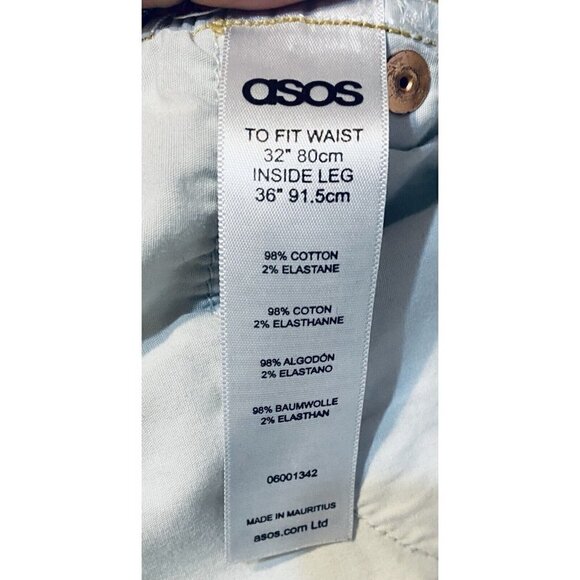 asos
TO FIT WAIST
32" 80cm
INSIDE LEG
36" 91.5cm
98% COTTON
2% ELASTANE
98% COTON
2% ELASTHANNE
98% ALGODÓN
2% ELASTANO
98% BAUMWOLLE
2% ELASTHAN
06001342
MADE IN MAURITIUS
asos.com Ltd